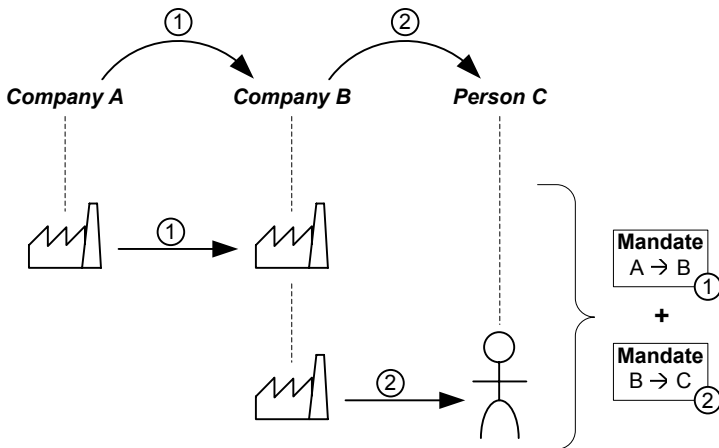 ① ②
Company A Company B Person C
①
Mandate
A → B
①
+
②
Mandate
B → C
②